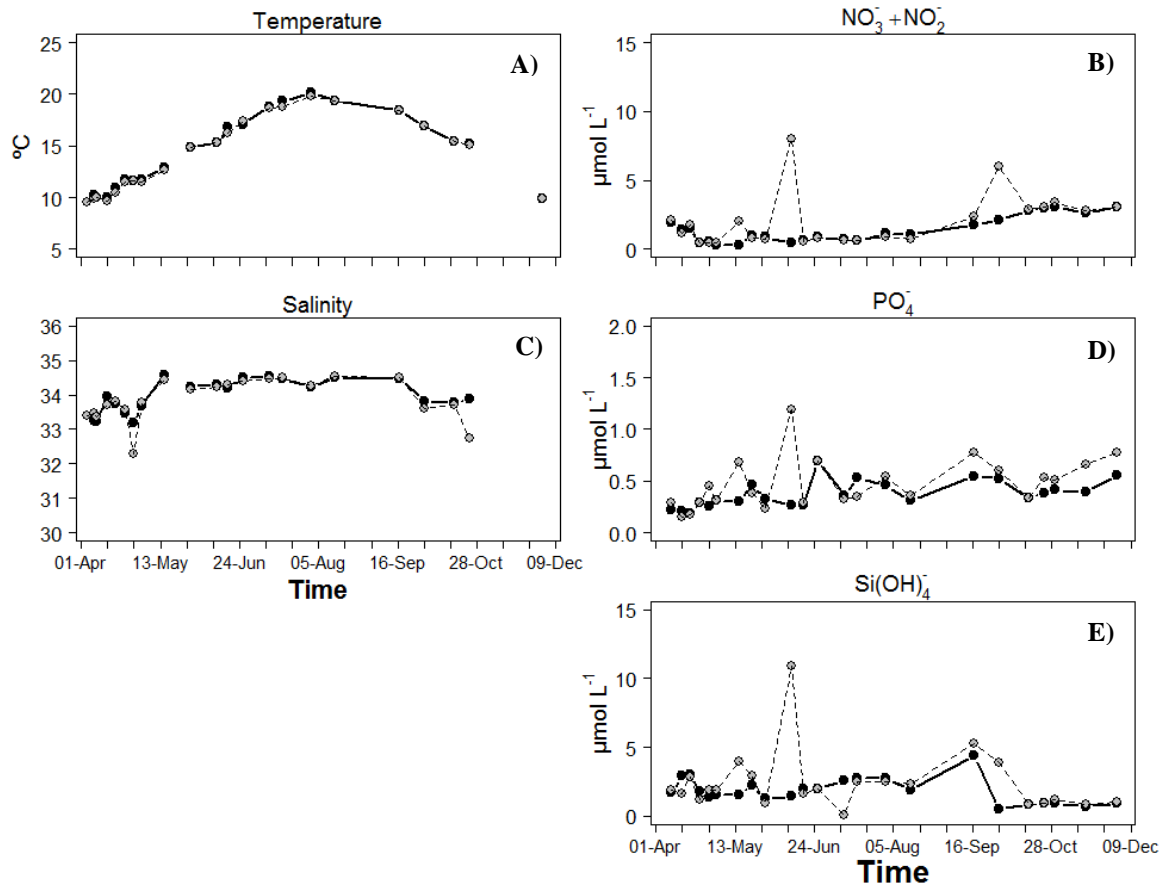 Temperature
A)
ºC
25
20
15
10
5
NO₃⁻ + NO₂⁻
B)
µmol L⁻¹
15
10
5
0
Salinity
C)
36
35
34
33
32
31
30
01-Apr 13-May 24-Jun 05-Aug 16-Sep 28-Oct 09-Dec
Time
PO₄⁻
D)
µmol L⁻¹
2.0
1.5
1.0
0.5
0.0
Si(OH)₄⁻
E)
µmol L⁻¹
15
10
5
0
01-Apr 13-May 24-Jun 05-Aug 16-Sep 28-Oct 09-Dec
Time